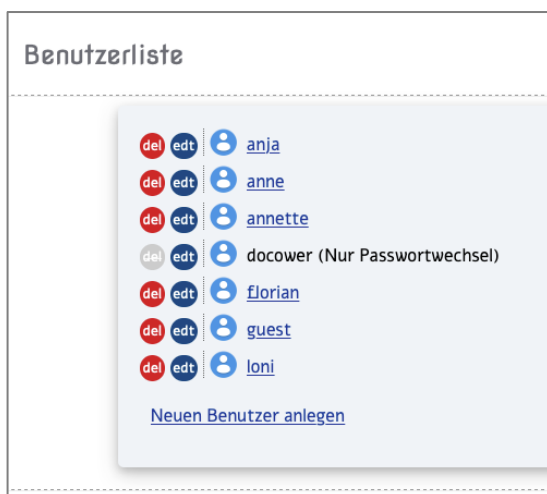 Benutzerliste
del edt anja
del edt anne
del edt annette
del edt docower (Nur Passwortwechsel)
del edt florian
del edt guest
del edt loni
Neuen Benutzer anlegen